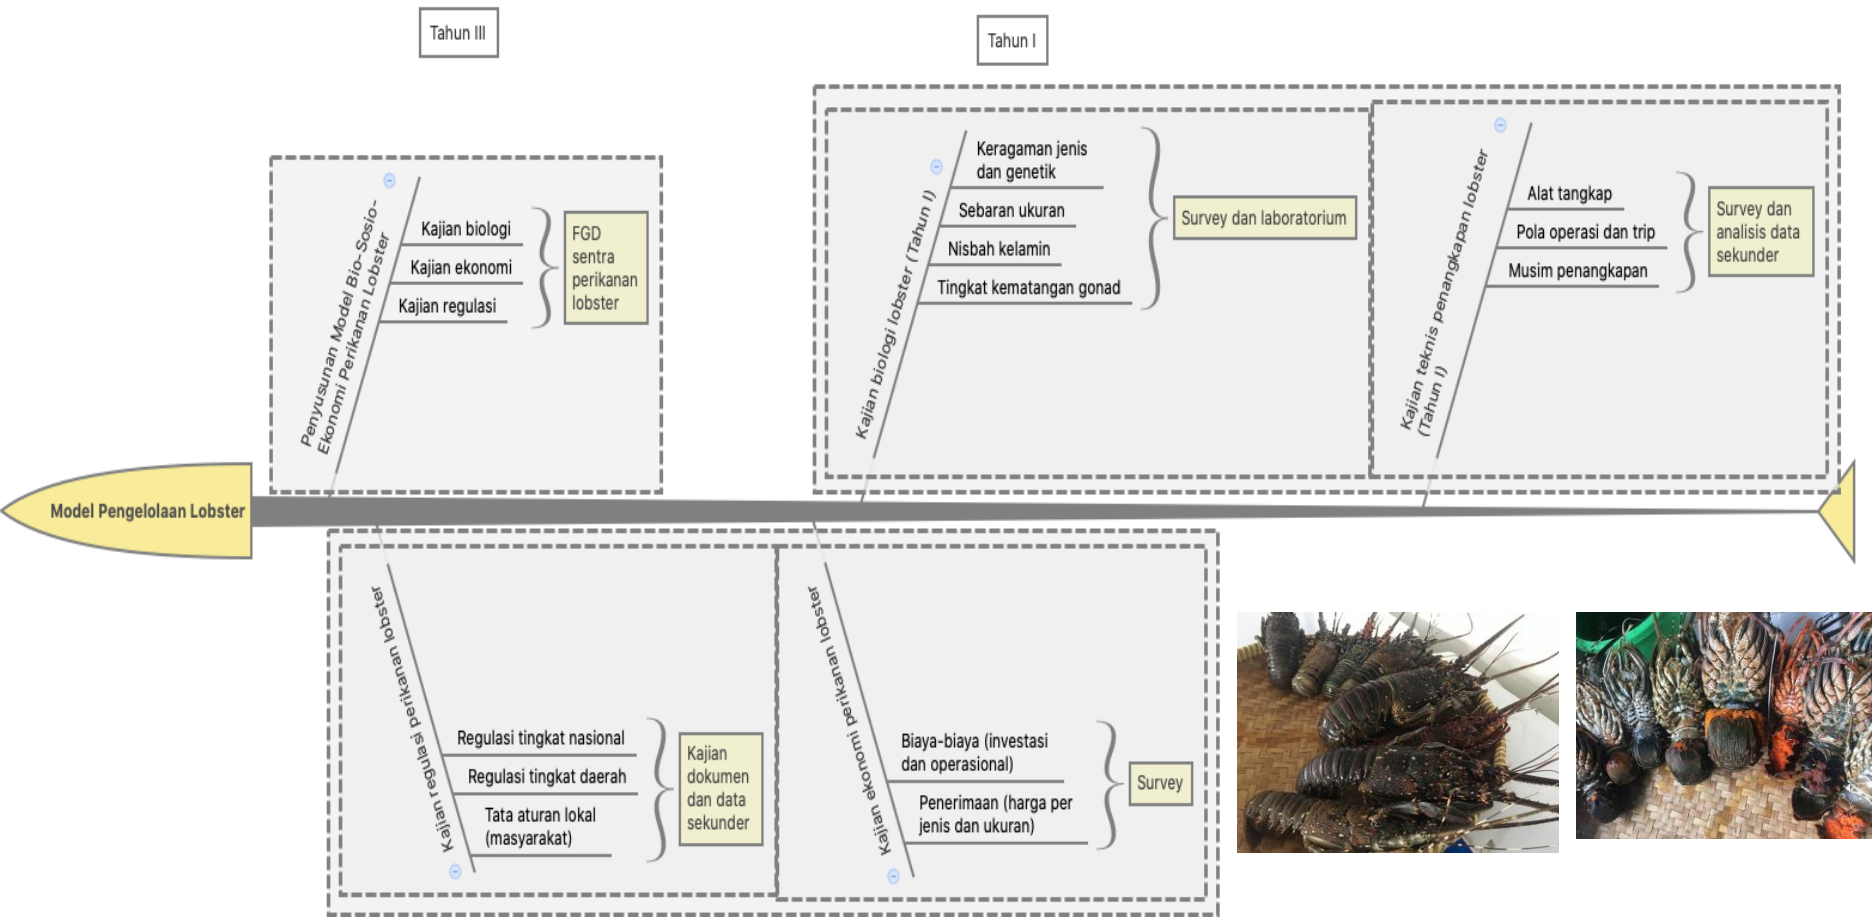 Tahun III
Tahun I
Penyusunan Model Bio-Sosio-
Ekonomi Perikanan Lobster
Kajian biologi
Kajian ekonomi
Kajian regulasi
FGD
sentra
perikanan
lobster
Kajian biologi lobster (Tahun I)
Keragaman jenis
dan genetik
Sebaran ukuran
Nisbah kelamin
Tingkat kematangan gonad
Survey dan laboratorium
Kajian teknis penangkapan lobster
(Tahun I)
Alat tangkap
Pola operasi dan trip
Musim penangkapan
Survey dan
analisis data
sekunder
Model Pengelolaan Lobster
Kajian regulasi perikanan lobster
Regulasi tingkat nasional
Regulasi tingkat daerah
Tata aturan lokal
(masyarakat)
Kajian
dokumen
dan data
sekunder
Kajian ekonomi perikanan lobster
Biaya-biaya (investasi
dan operasional)
Penerimaan (harga per
jenis dan ukuran)
Survey